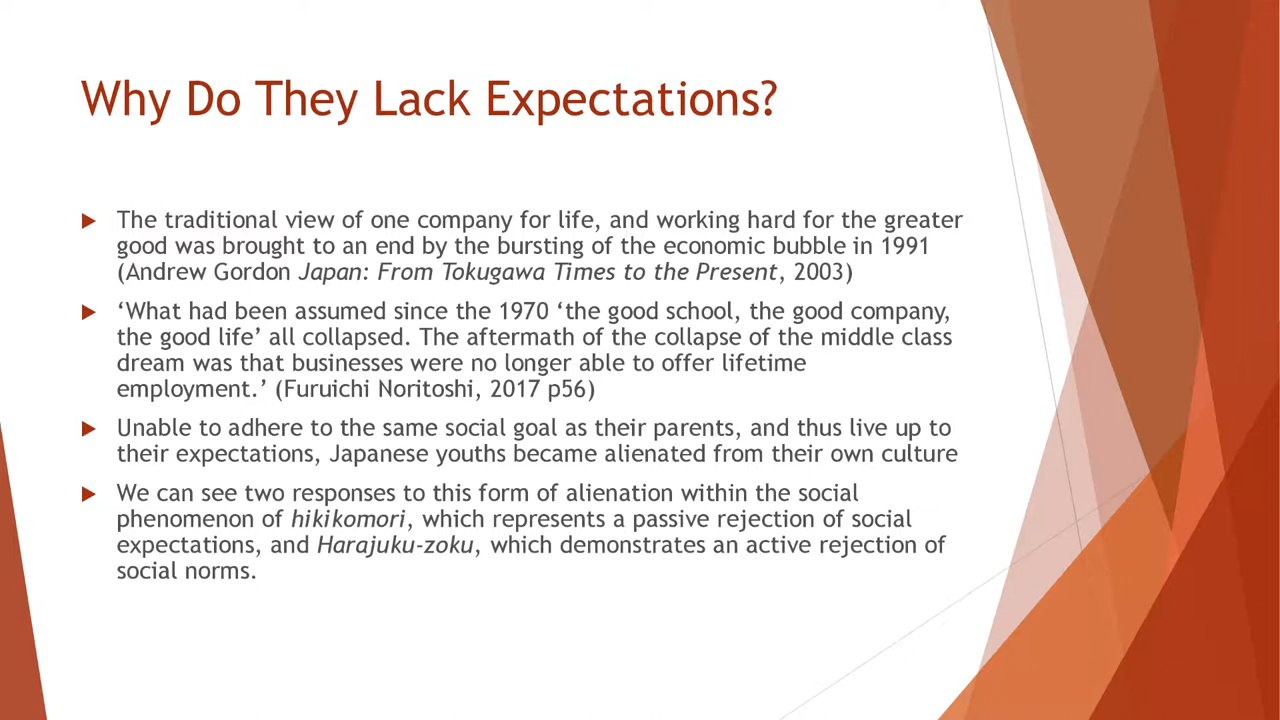 Why Do They Lack Expectations?
The traditional view of one company for life, and working hard for the greater
good was brought to an end by the bursting of the economic bubble in 1991
(Andrew Gordon Japan: From Tokugawa Times to the Present, 2003)
‘What had been assumed since the 1970 ‘the good school, the good company,
the good life’ all collapsed. The aftermath of the collapse of the middle class
dream was that businesses were no longer able to offer lifetime
employment.’ (Furuichi Noritoshi, 2017 p56)
Unable to adhere to the same social goal as their parents, and thus live up to
their expectations, Japanese youths became alienated from their own culture
We can see two responses to this form of alienation within the social
phenomenon of hikikomori, which represents a passive rejection of social
expectations, and Harajuku-zoku, which demonstrates an active rejection of
social norms.